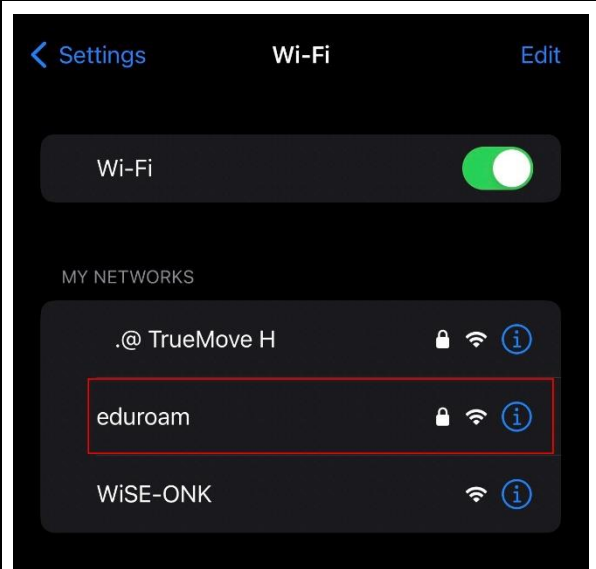 Settings
Wi-Fi
Edit
Wi-Fi
MY NETWORKS
.@ TrueMove H
eduroam
WiSE-ONK